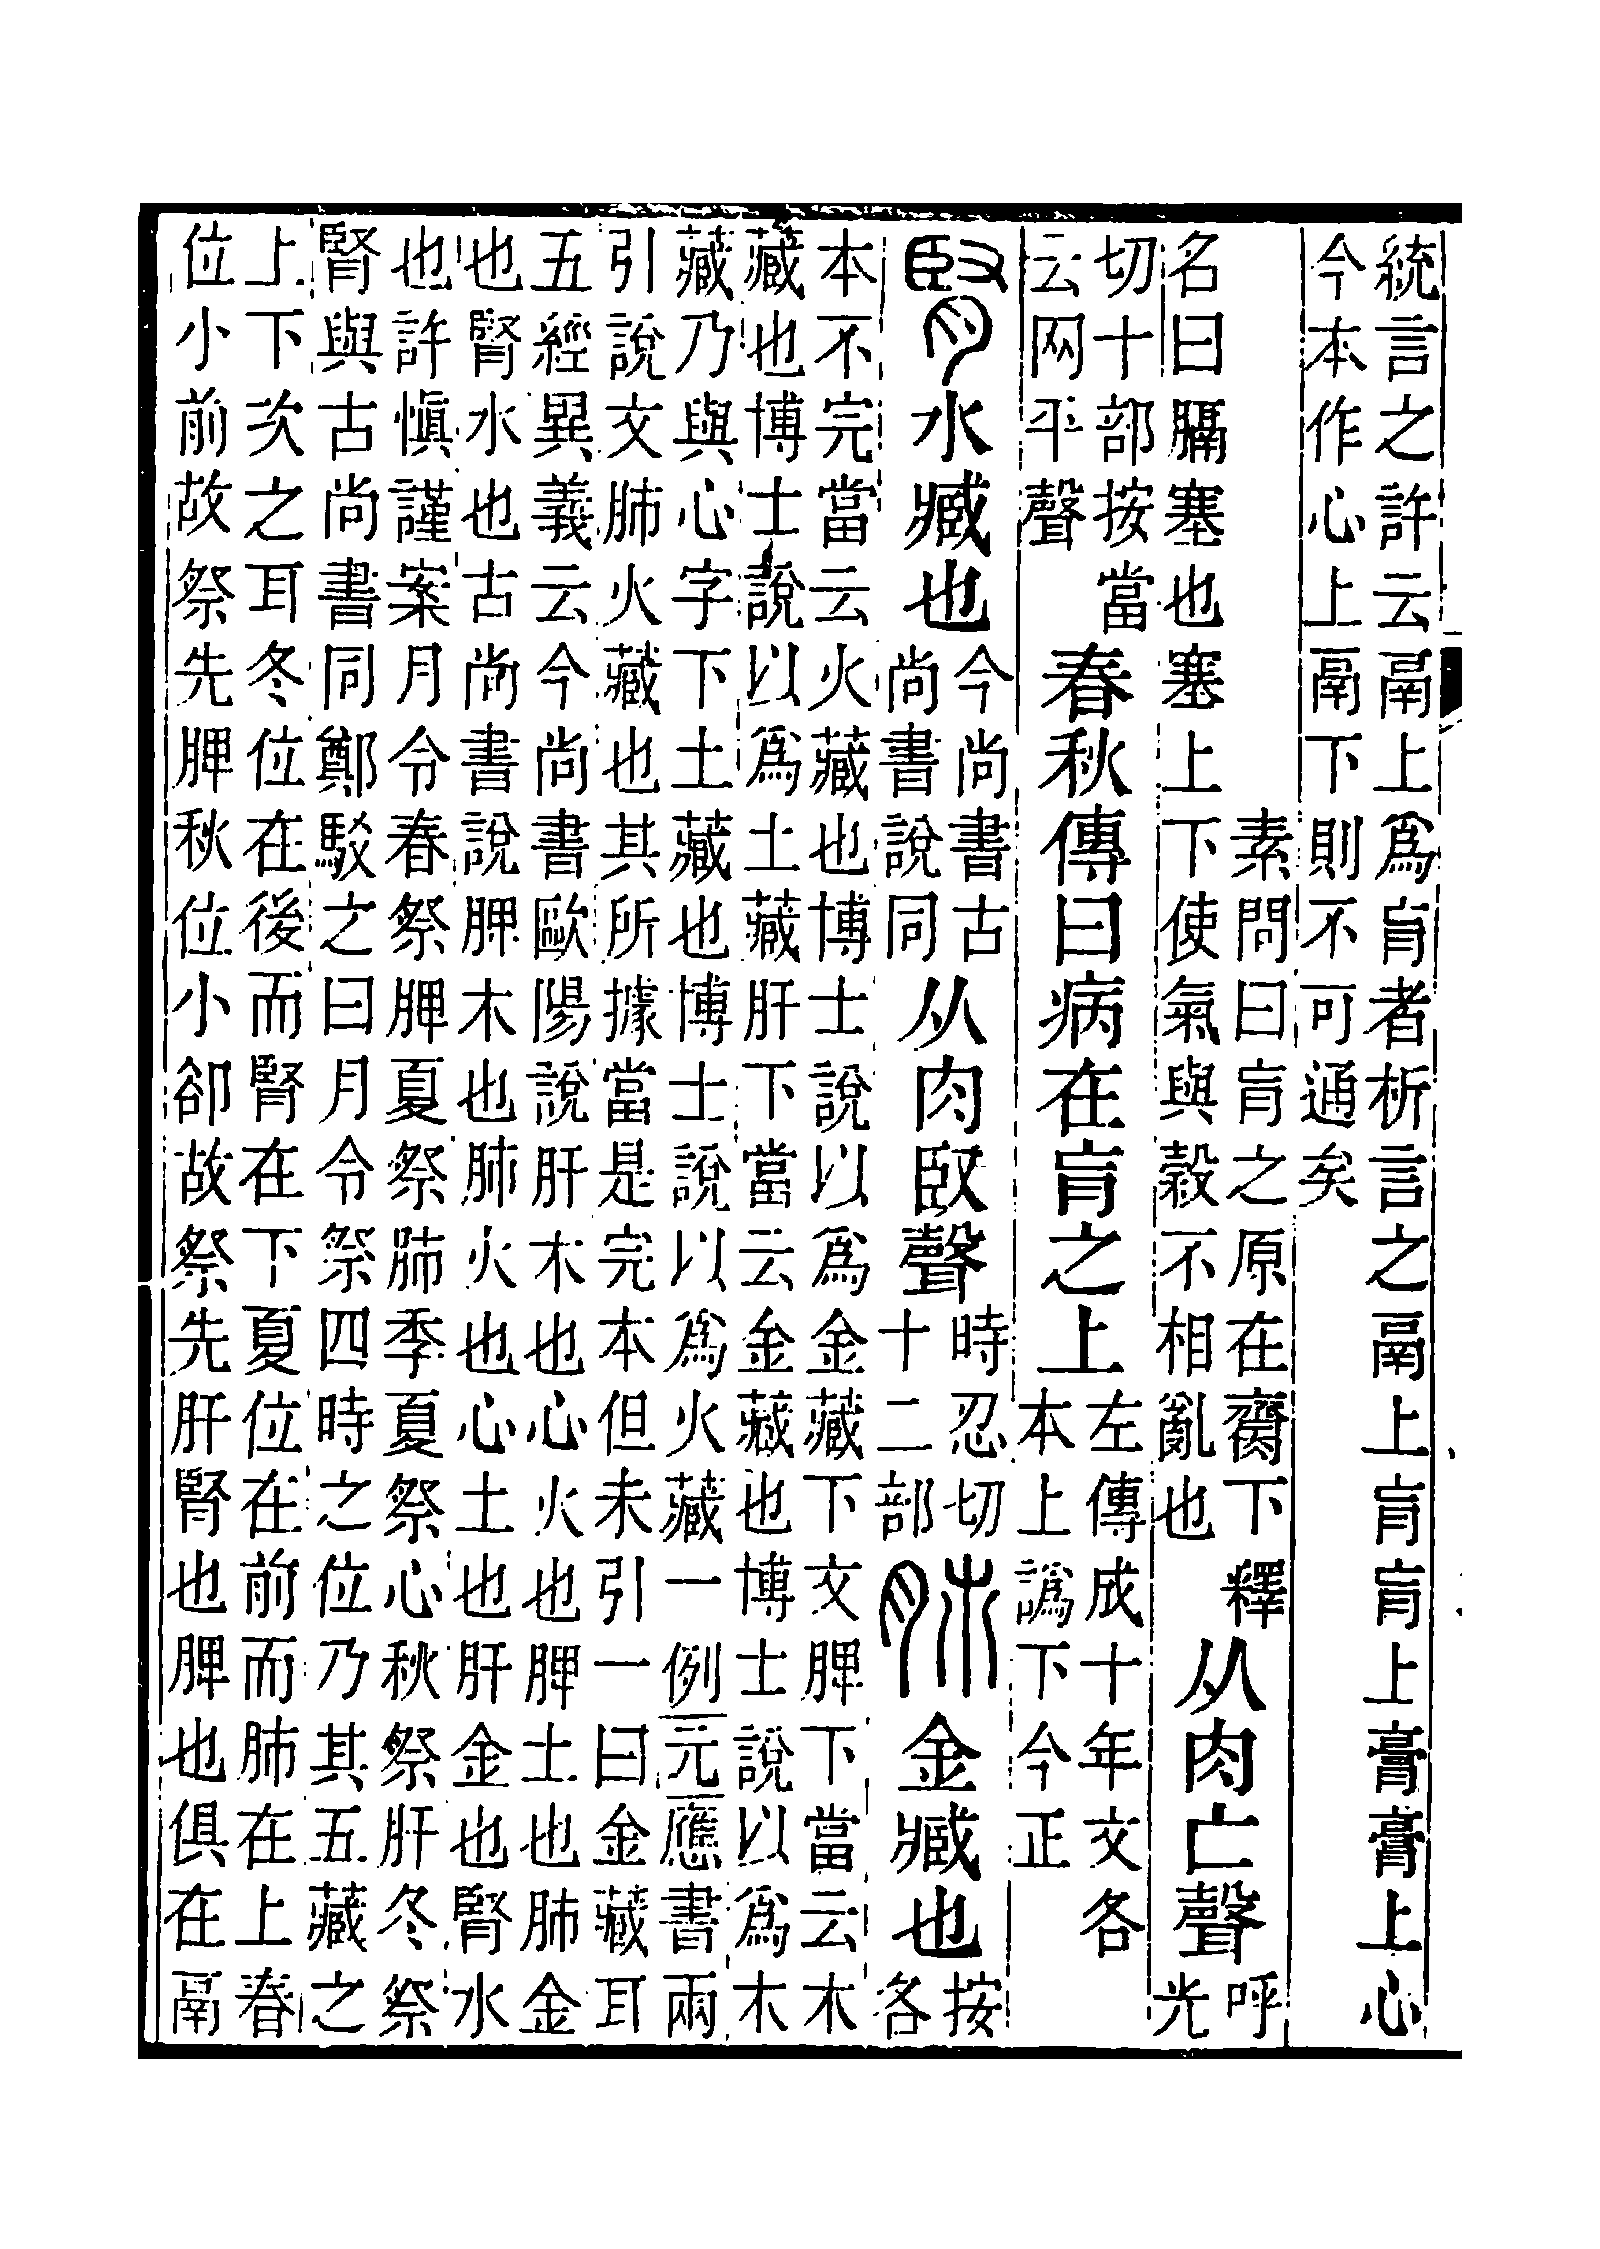 統言之許云鬲上爲肓者析言之鬲上肓肓上膏膏上心
今本作心上鬲下則不可通矣
素問曰肓之原在齎下釋
名曰膈塞也塞上下使氣與穀不相亂也
从肉亡聲
呼
光
切十部按當
云网平聲
春秋傳曰病在肓之上
左傳成十年文各
本上譌下今正
腎水臧也
今尚書古
尚書說同
从肉臤聲
時忍切
十二部
肺金臧也
按
各
本不完當云火藏也博士說以爲金藏下文脾下當云木
藏也博士說以爲土藏肝下當云金藏也博士說以爲木
藏乃與心字下土藏也博士說以爲火藏一例元應書兩
引說文肺火藏也其所據當是完本但未引一曰金藏耳
五經異義云今尚書歐陽說肝木也心火也脾土也肺金
也腎水也古尚書說脾木也肺火也心土也肝金也腎水
也許慎謹案月令春祭脾夏祭肺季夏祭心秋祭肝冬祭
腎與古尚書同鄭駁之曰月令祭四時之位乃其五藏之
上下次之耳冬位在後而腎在下夏位在前而肺在上春
位小前故祭先脾秋位小卻故祭先肝腎也脾也俱在鬲